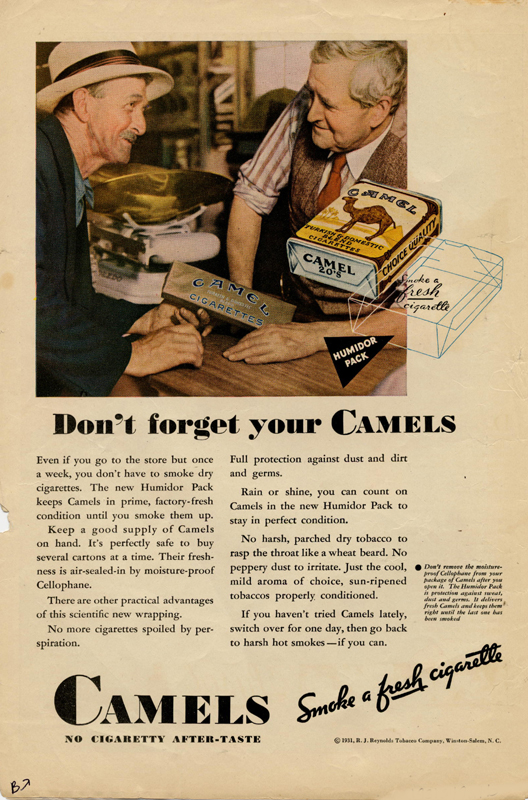 CAMEL
TURKISH & DOMESTIC
BLEND
CIGARETTES
CHOICE QUALITY
CAMEL
20'S
CAMEL
CIGARETTES
Smoke a
fresh
cigarette
HUMIDOR
PACK
Don't forget your CAMELS
Even if you go to the store but once
a week, you don't have to smoke dry
cigarettes. The new Humidor Pack
keeps Camels in prime, factory-fresh
condition until you smoke them up.
Keep a good supply of Camels
on hand. It's perfectly safe to buy
several cartons at a time. Their fresh-
ness is air-sealed-in by moisture-proof
Cellophane.
There are other practical advantages
of this scientific new wrapping.
No more cigarettes spoiled by per-
spiration.
Full protection against dust and dirt
and germs.
Rain or shine, you can count on
Camels in the new Humidor Pack to
stay in perfect condition.
No harsh, parched dry tobacco to
rasp the throat like a wheat beard. No
peppery dust to irritate. Just the cool,
mild aroma of choice, sun-ripened
tobaccos properly conditioned.
If you haven't tried Camels lately,
switch over for one day, then go back
to harsh hot smokes—if you can.
● Don't remove the moisture-
proof Cellophane from your
package of Camels after you
open it. The Humidor Pack
is protection against sweat,
dust and germs. It delivers
fresh Camels and keeps them
right until the last one has
been smoked
CAMELS
NO CIGARETTY AFTER-TASTE
Smoke a fresh cigarette
© 1931, R. J. Reynolds Tobacco Company, Winston-Salem, N. C.
B↗